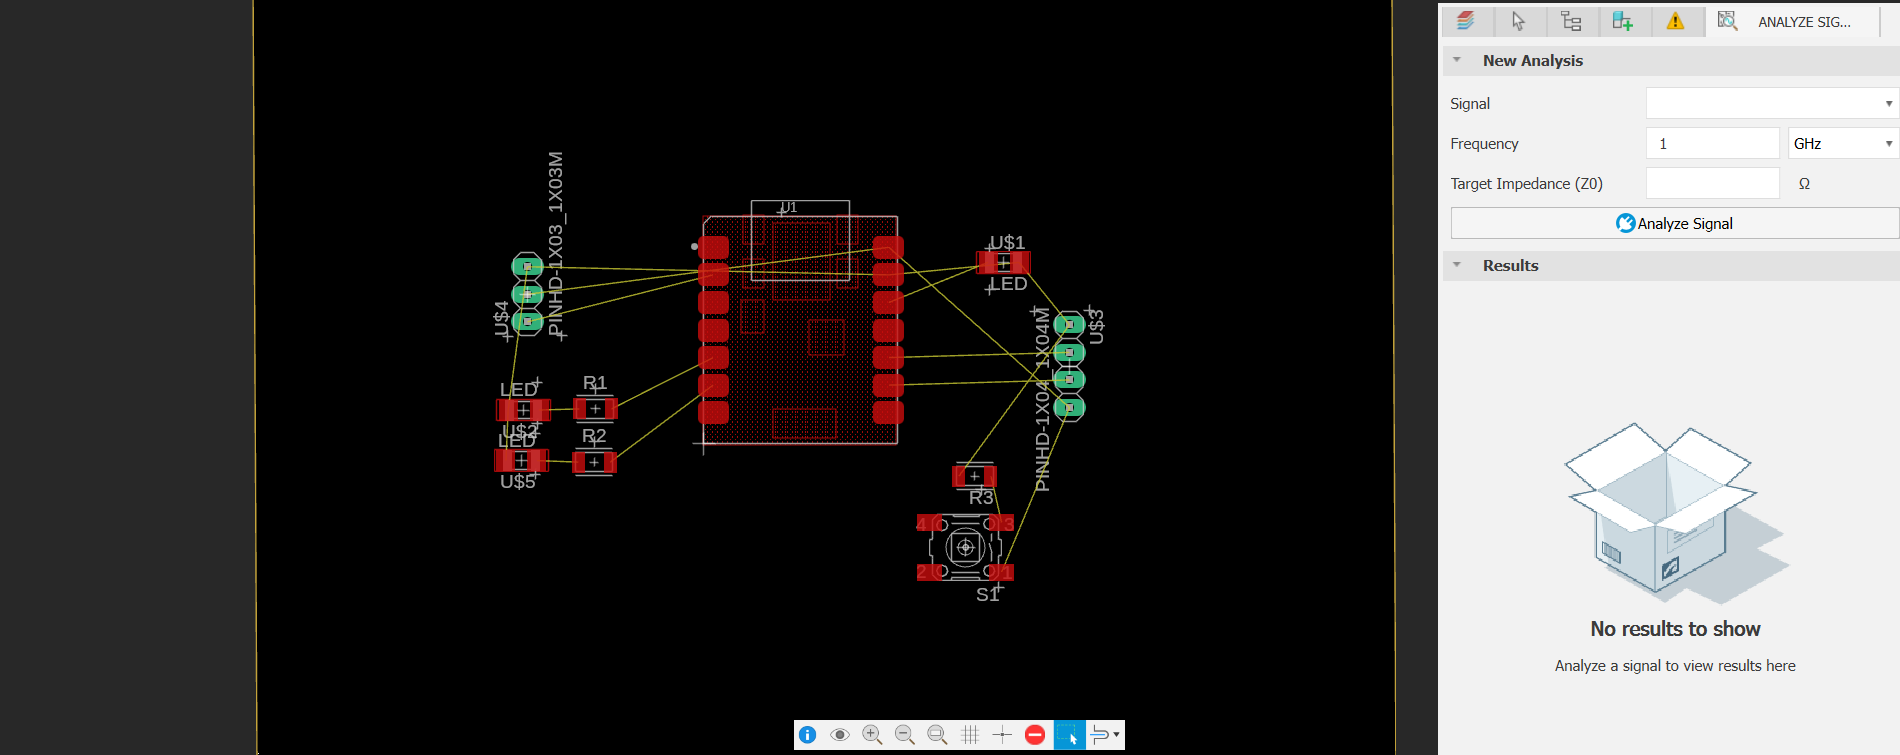 ANALYZE SIG...
New Analysis
Signal
Frequency
1
GHz
Target Impedance (Z0)
Ω
Analyze Signal
Results
No results to show
Analyze a signal to view results here
PINHD-1X03_1X03M
U$4
U1
U$1
LED
U$3
PINHD-1X04_1X04M
LED
R1
U$2
LED
R2
U$5
R3
4
3
2
1
S1